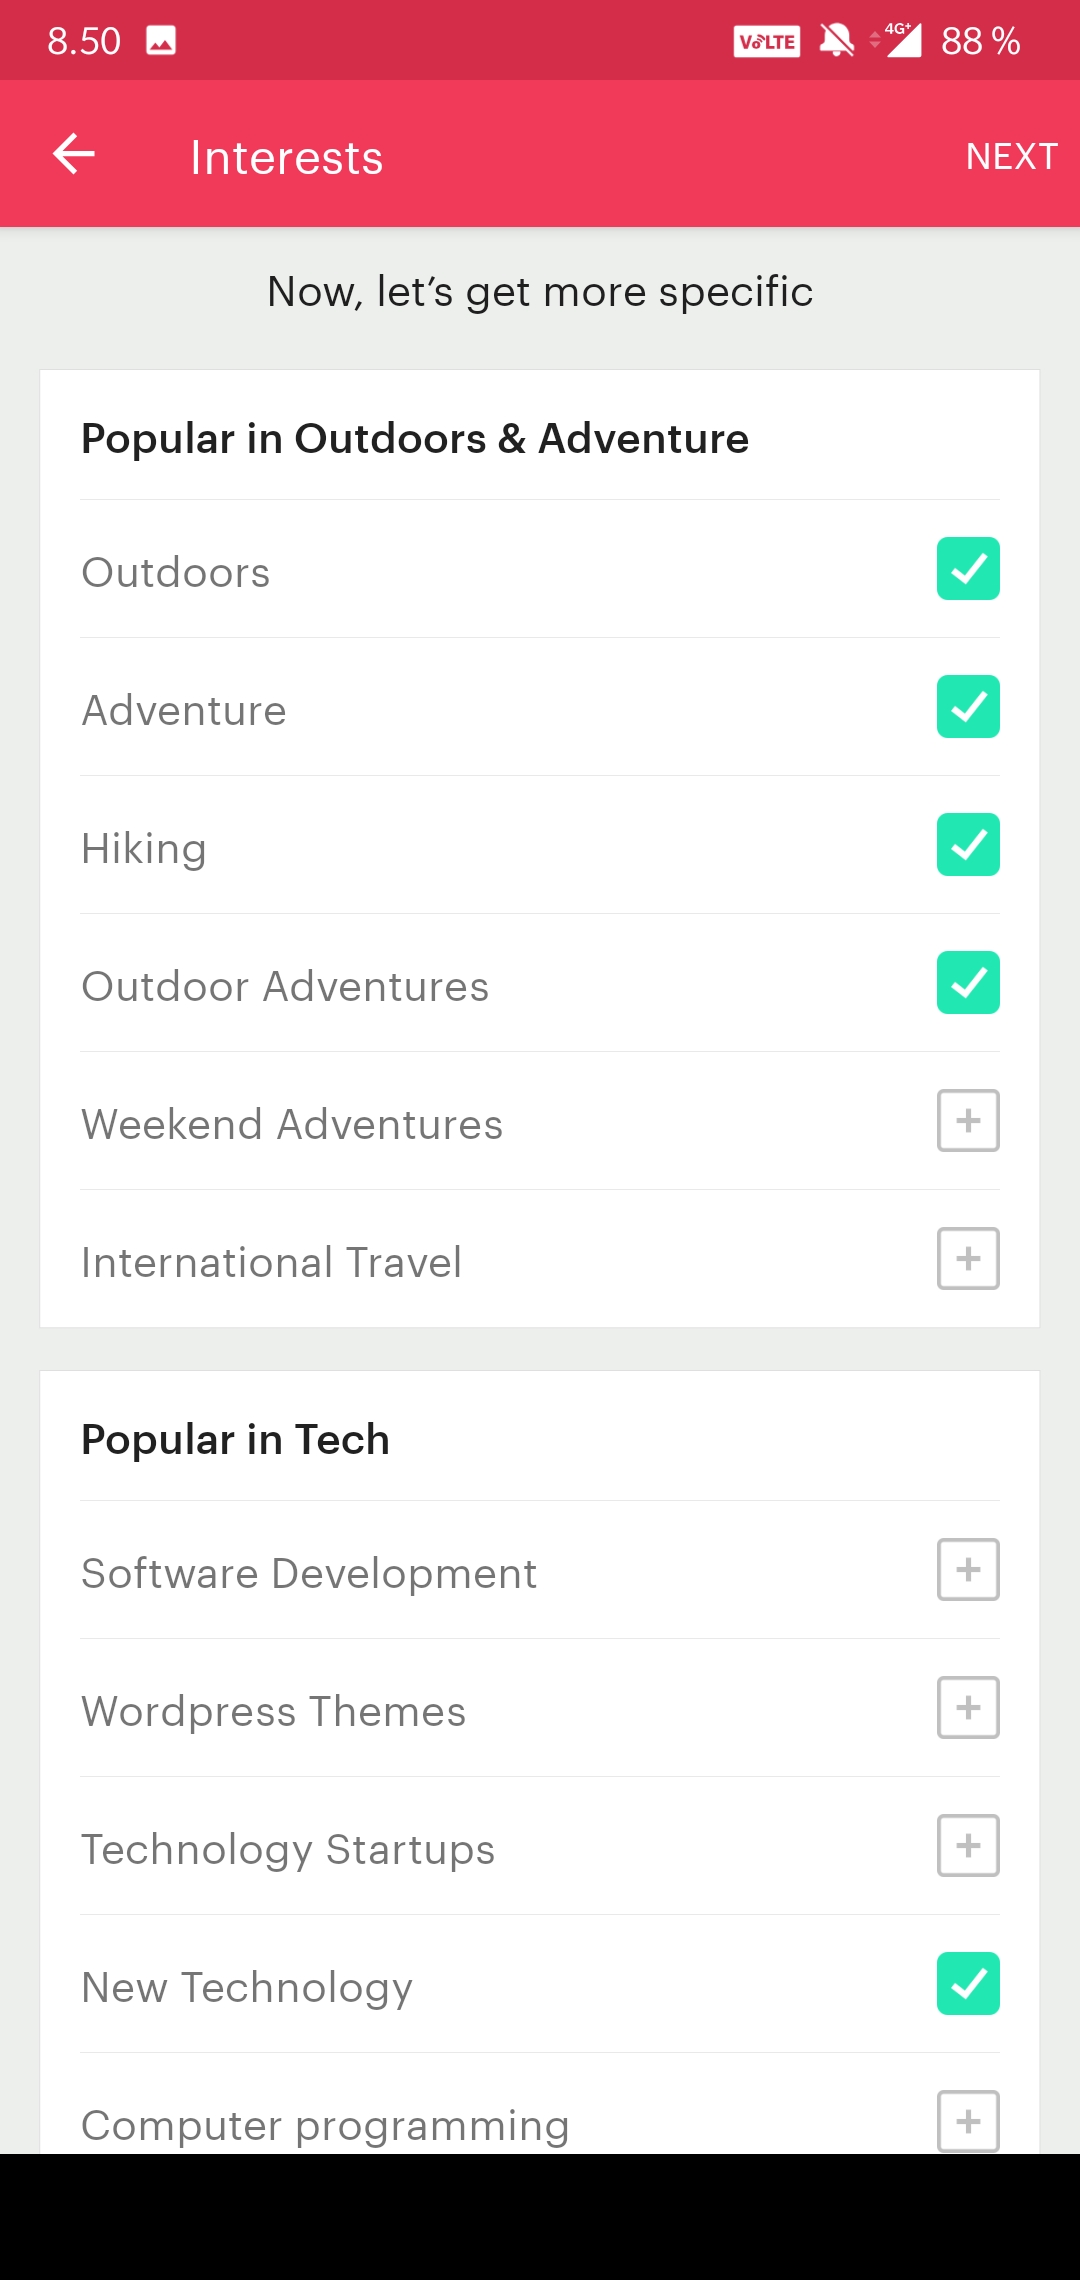 8.50 VoLTE 4G+ 88 %
Interests NEXT
Now, let’s get more specific
Popular in Outdoors & Adventure
Outdoors
Adventure
Hiking
Outdoor Adventures
Weekend Adventures
International Travel
Popular in Tech
Software Development
Wordpress Themes
Technology Startups
New Technology
Computer programming